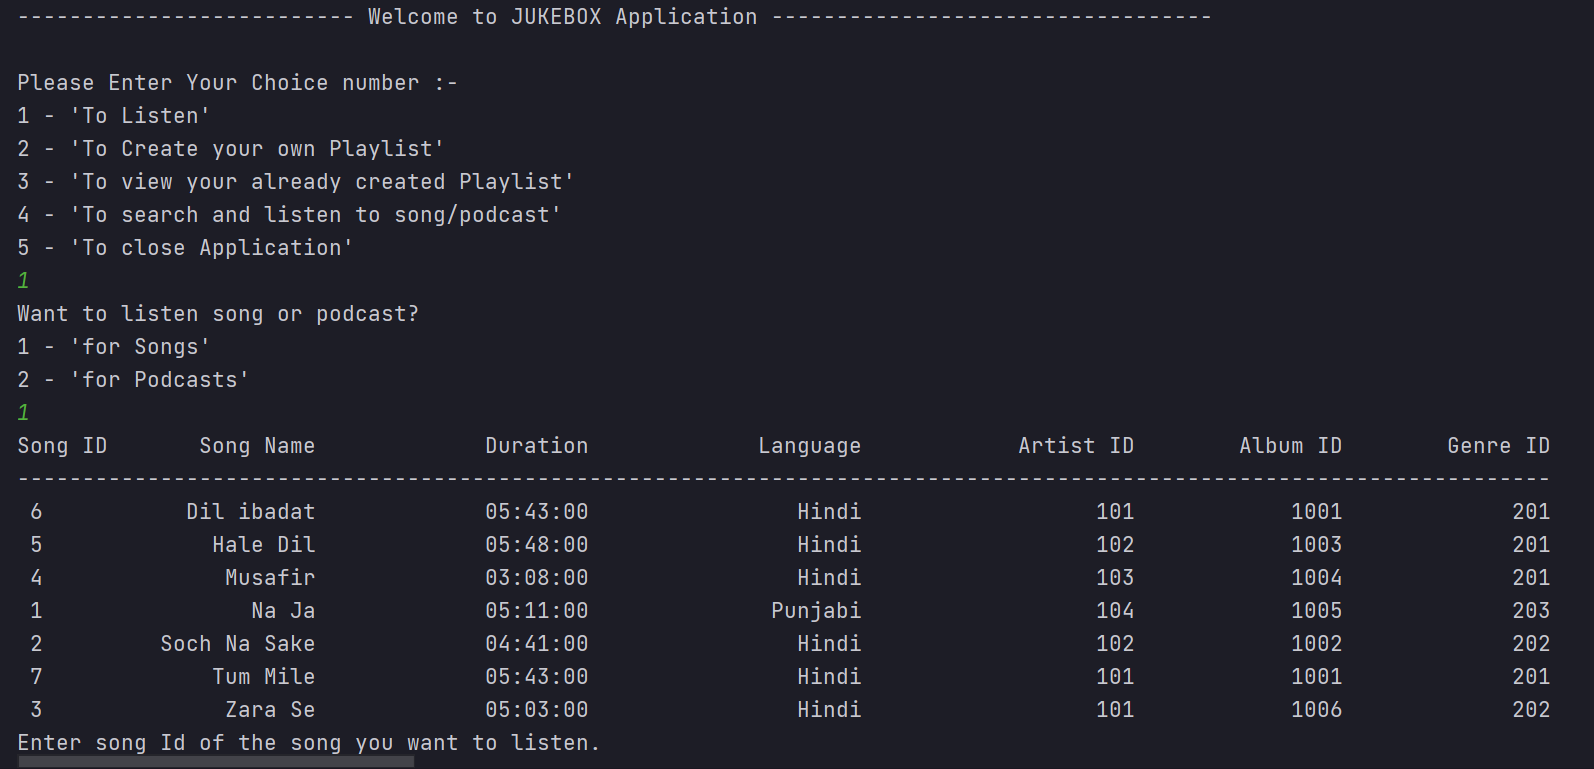 -------------------------- Welcome to JUKEBOX Application ----------------------------------
Please Enter Your Choice number :-
1 - 'To Listen'
2 - 'To Create your own Playlist'
3 - 'To view your already created Playlist'
4 - 'To search and listen to song/podcast'
5 - 'To close Application'
1
Want to listen song or podcast?
1 - 'for Songs'
2 - 'for Podcasts'
1
Song ID       Song Name             Duration             Language            Artist ID        Album ID        Genre ID
----------------------------------------------------------------------------------------------------------------------
 6           Dil ibadat             05:43:00                Hindi                  101            1001             201
 5             Hale Dil             05:48:00                Hindi                  102            1003             201
 4              Musafir             03:08:00                Hindi                  103            1004             201
 1                Na Ja             05:11:00              Punjabi                  104            1005             203
 2         Soch Na Sake             04:41:00                Hindi                  102            1002             202
 7             Tum Mile             05:43:00                Hindi                  101            1001             201
 3              Zara Se             05:03:00                Hindi                  101            1006             202
Enter song Id of the song you want to listen.